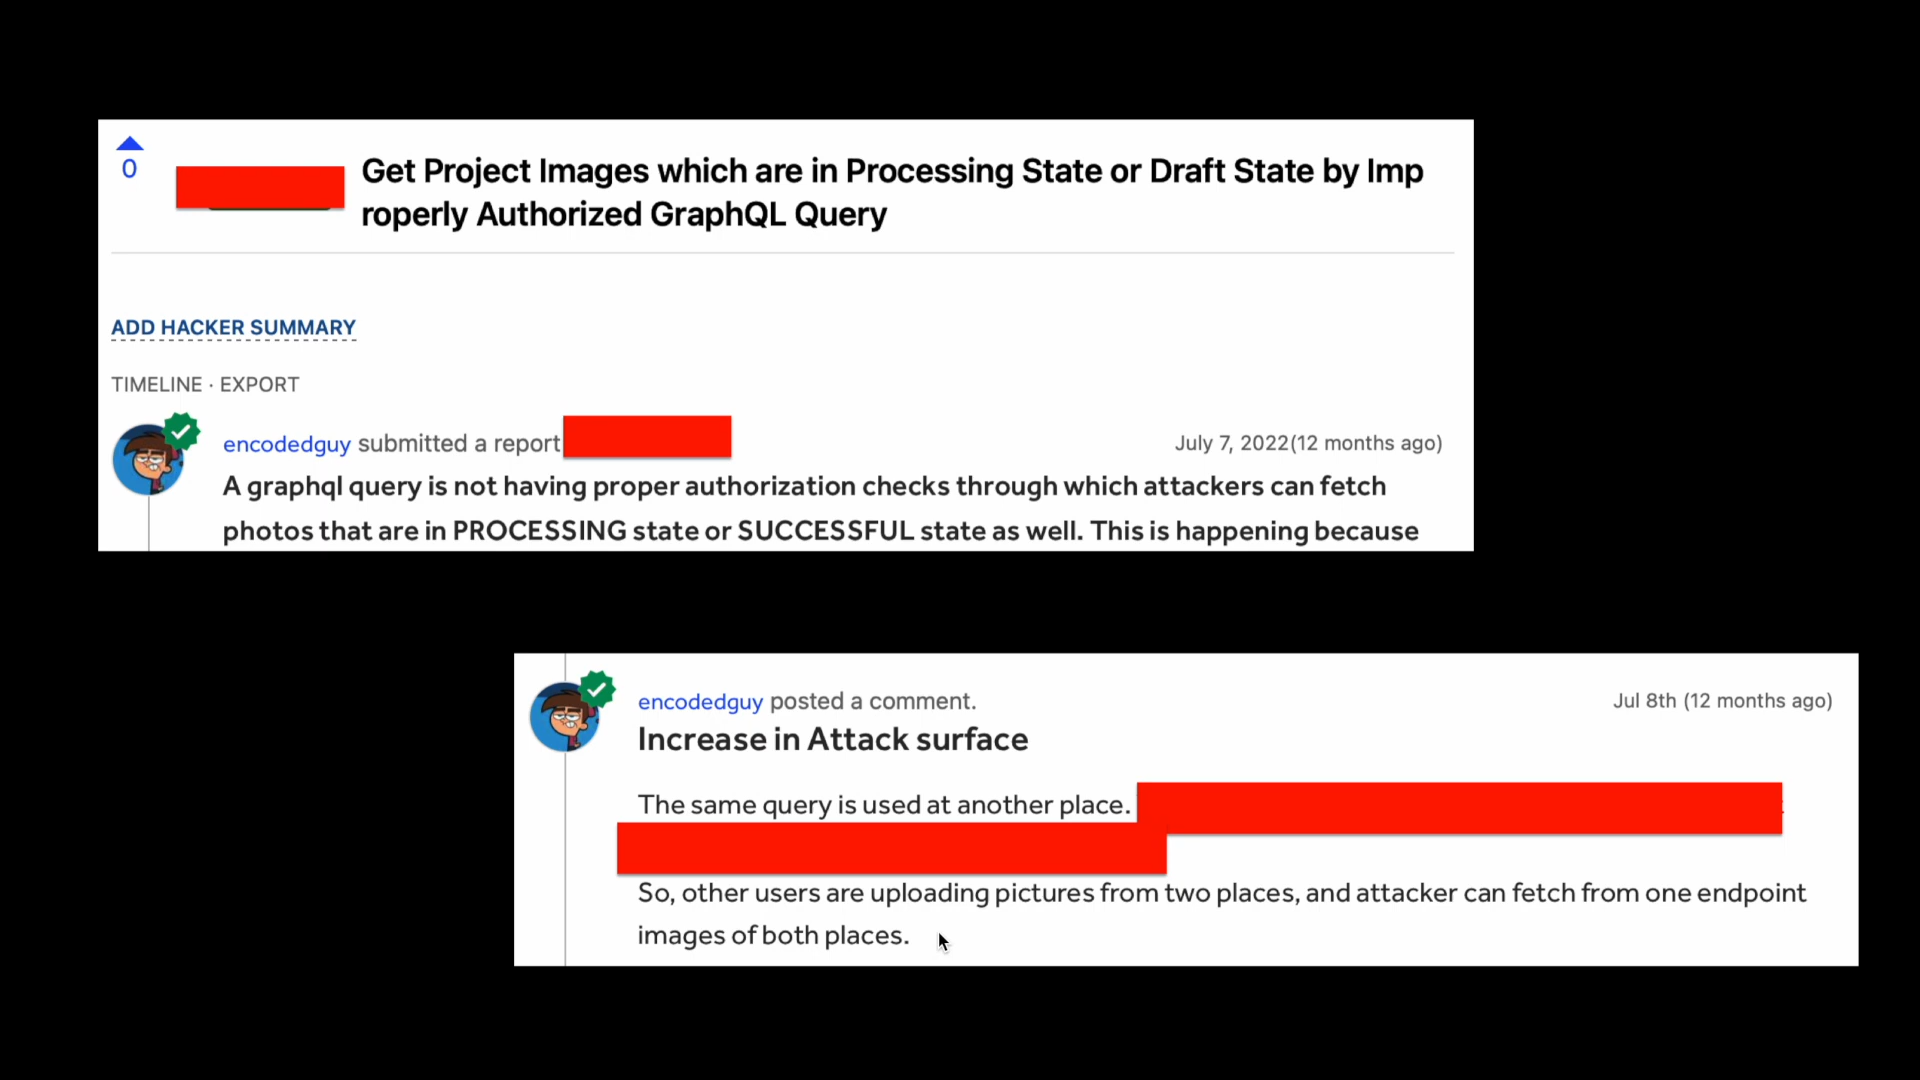 0
Get Project Images which are in Processing State or Draft State by Imp
roperly Authorized GraphQL Query
ADD HACKER SUMMARY
TIMELINE · EXPORT
encodedguy submitted a report
July 7, 2022(12 months ago)
A graphql query is not having proper authorization checks through which attackers can fetch
photos that are in PROCESSING state or SUCCESSFUL state as well. This is happening because
encodedguy posted a comment.
Jul 8th (12 months ago)
Increase in Attack surface
The same query is used at another place.
So, other users are uploading pictures from two places, and attacker can fetch from one endpoint
images of both places.